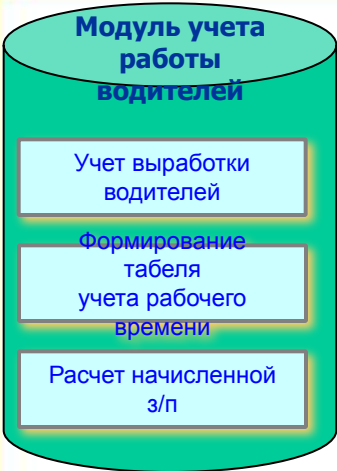 Модуль учета
работы
водителей
Учет выработки
водителей
Формирование
табеля
учета рабочего
времени
Расчет начисленной
з/п